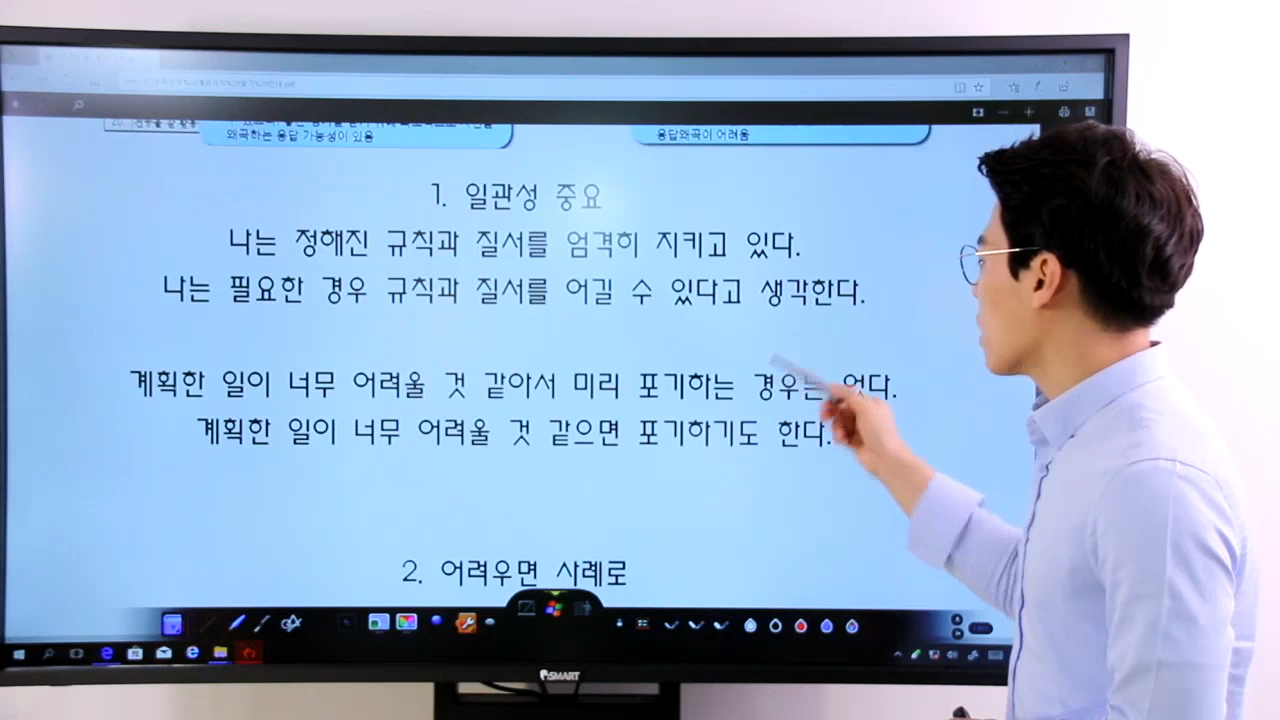 왜곡하는 응답 가능성이 있음
응답왜곡이 어려움
1. 일관성 중요
나는 정해진 규칙과 질서를 엄격히 지키고 있다.
나는 필요한 경우 규칙과 질서를 어길 수 있다고 생각한다.
계획한 일이 너무 어려울 것 같아서 미리 포기하는 경우는 없다.
계획한 일이 너무 어려울 것 같으면 포기하기도 한다.
2. 어려우면 사례로
SMART